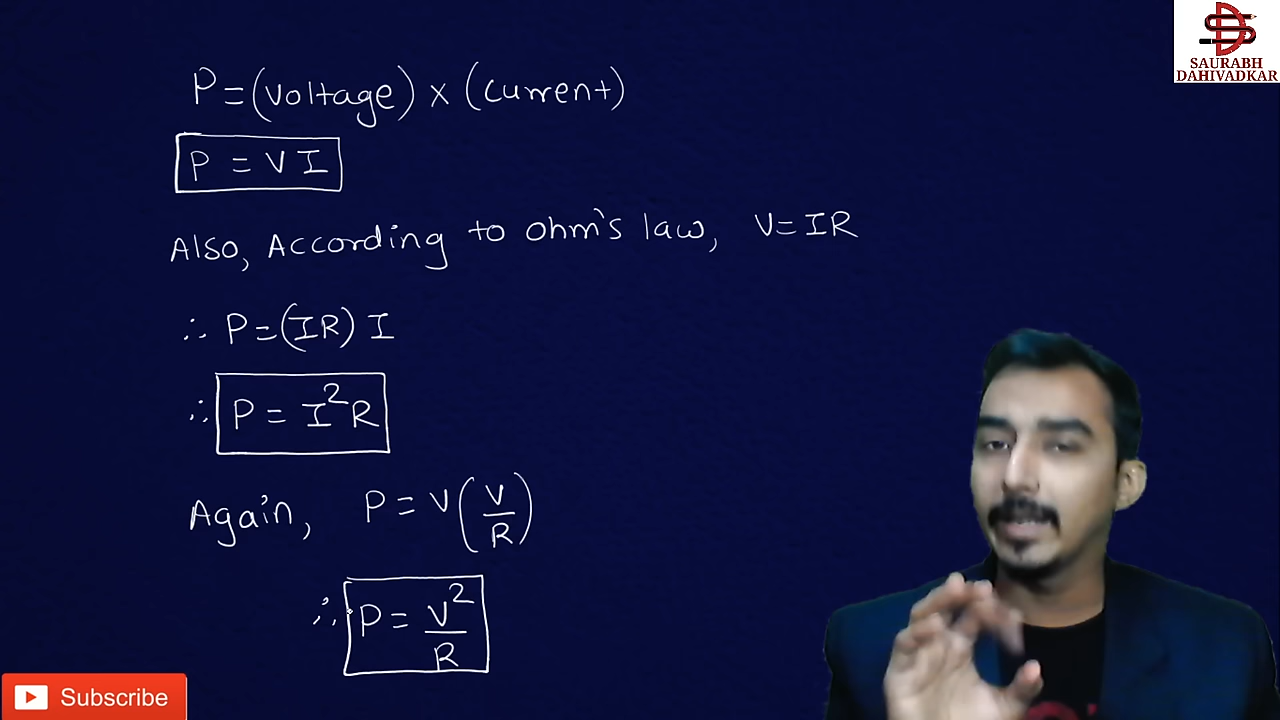 SAURABH
DAHIVADKAR
P = (voltage) × (current)
P = V I
Also, According to ohm's law, V = IR
∴ P = (IR) I
∴ P = I²R
Again, P = V (V/R)
∴ P = V²/R
Subscribe